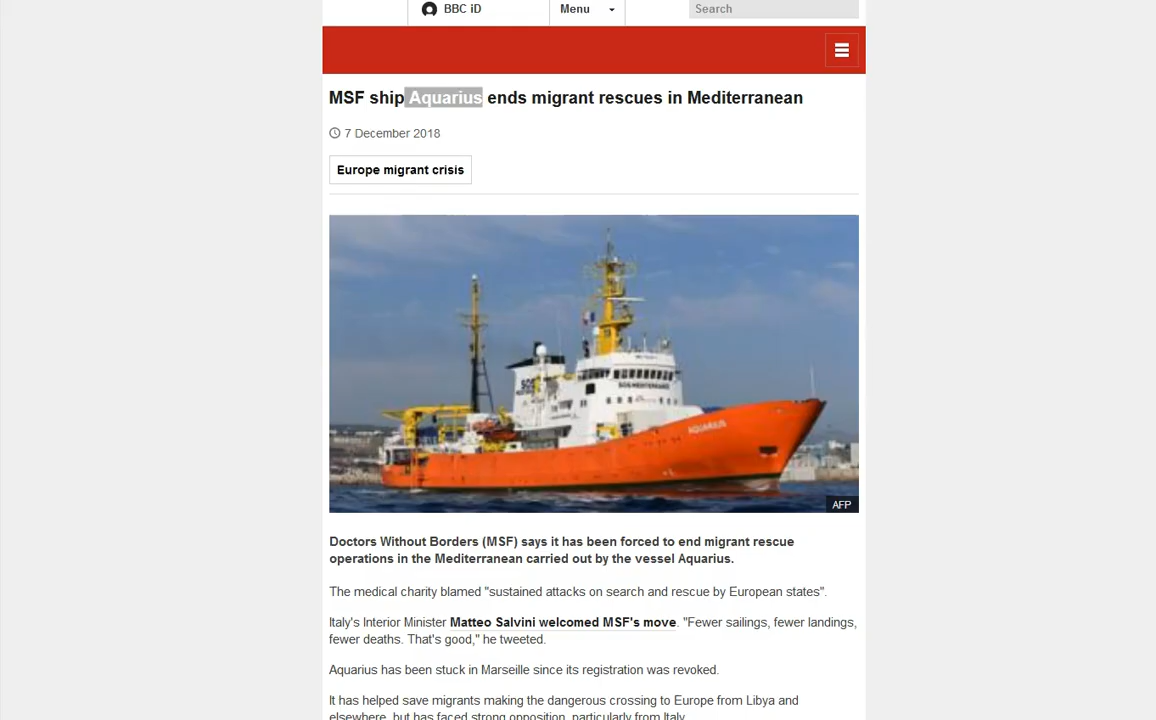 BBC iD
Menu
Search
MSF ship Aquarius ends migrant rescues in Mediterranean
7 December 2018
Europe migrant crisis
SOS
SOS MEDITERRANEE
AQUARIUS
AFP
Doctors Without Borders (MSF) says it has been forced to end migrant rescue
operations in the Mediterranean carried out by the vessel Aquarius.
The medical charity blamed "sustained attacks on search and rescue by European states".
Italy's Interior Minister Matteo Salvini welcomed MSF's move. "Fewer sailings, fewer landings,
fewer deaths. That's good," he tweeted.
Aquarius has been stuck in Marseille since its registration was revoked.
It has helped save migrants making the dangerous crossing to Europe from Libya and
elsewhere, but has faced strong opposition, particularly from Italy.